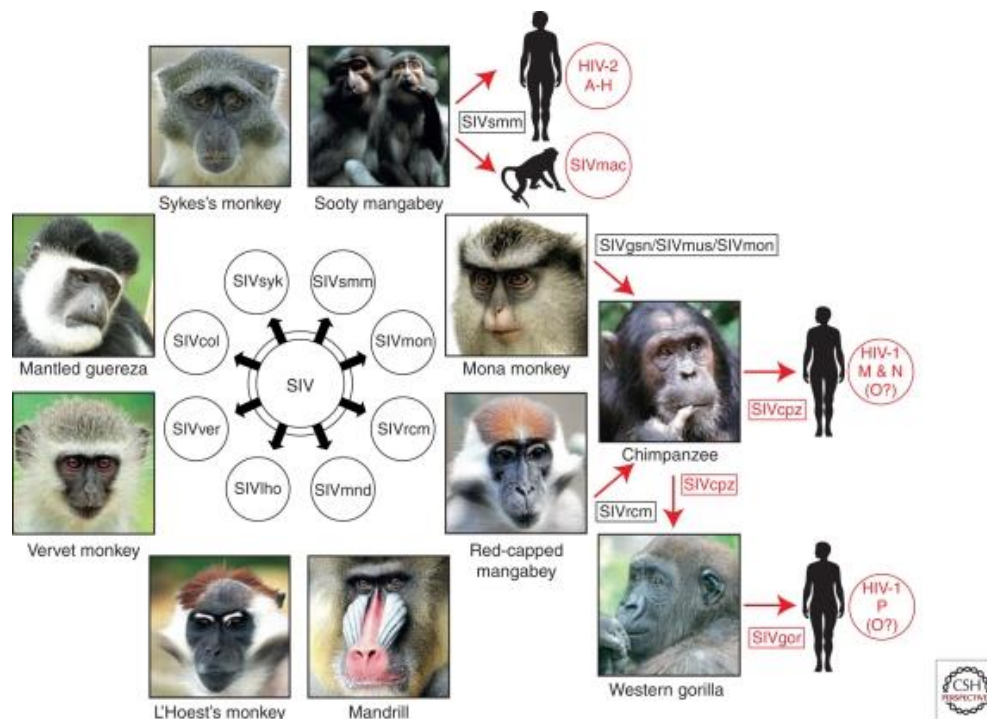 HIV-2
A-H
SIVsmm
SIVmac
Sykes's monkey
Sooty mangabey
SIVgsn/SIVmus/SIVmon
SIVsyk
SIVsmm
SIVcol
SIVmon
SIV
SIVver
SIVrcm
SIVlho
SIVmnd
Mantled guereza
Mona monkey
HIV-1
M & N
(O?)
SIVcpz
Chimpanzee
SIVcpz
SIVrcm
Vervet monkey
Red-capped
mangabey
HIV-1
P
(O?)
SIVgor
L'Hoest's monkey
Mandrill
Western gorilla
CSH
PERSPECTIVES